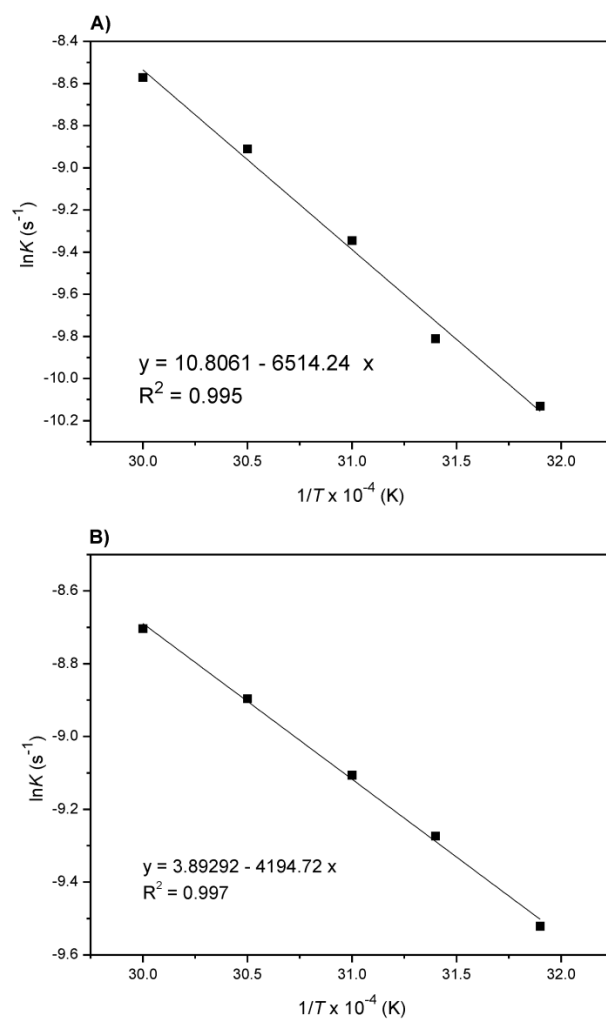 A)
-8.4
-8.6
-8.8
-9.0
-9.2
-9.4
-9.6
-9.8
-10.0
-10.2
lnK (s⁻¹)
y = 10.8061 - 6514.24 x
R² = 0.995
30.0 30.5 31.0 31.5 32.0
1/T x 10⁻⁴ (K)
B)
-8.6
-8.8
-9.0
-9.2
-9.4
-9.6
lnK (s⁻¹)
y = 3.89292 - 4194.72 x
R² = 0.997
30.0 30.5 31.0 31.5 32.0
1/T x 10⁻⁴ (K)